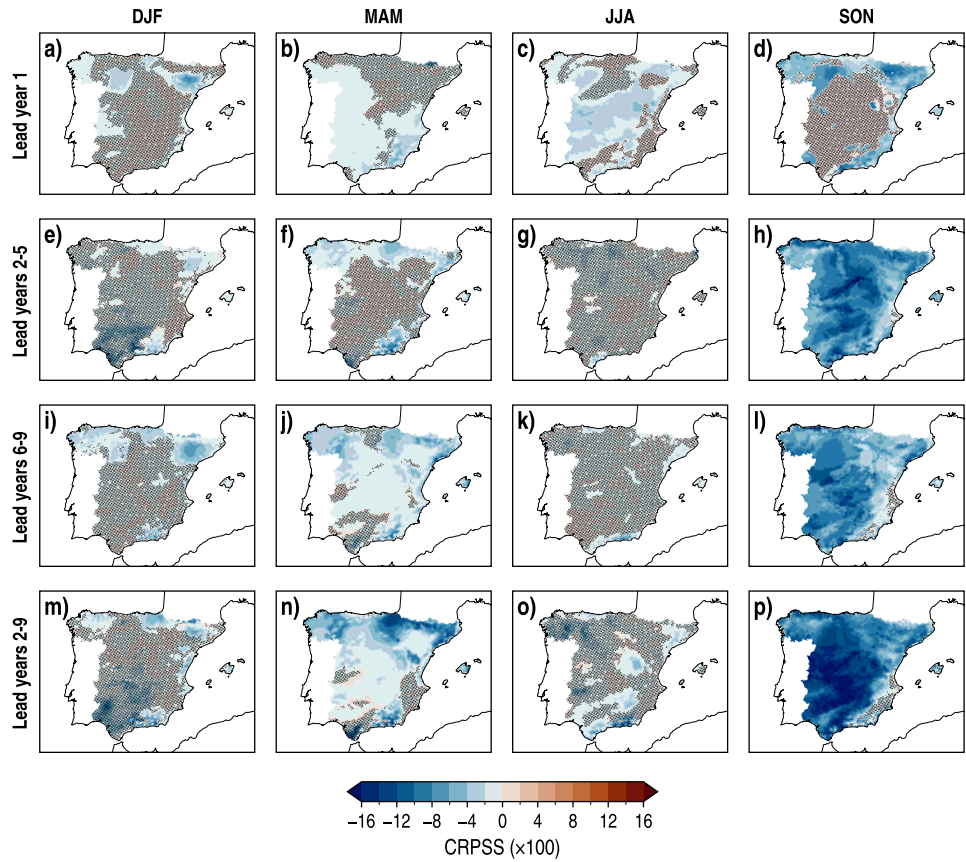 DJF MAM JJA SON
Lead year 1
a) b) c) d)
Lead years 2-5
e) f) g) h)
Lead years 6-9
i) j) k) l)
Lead years 2-9
m) n) o) p)
−16 −12 −8 −4 0 4 8 12 16
CRPSS (×100)